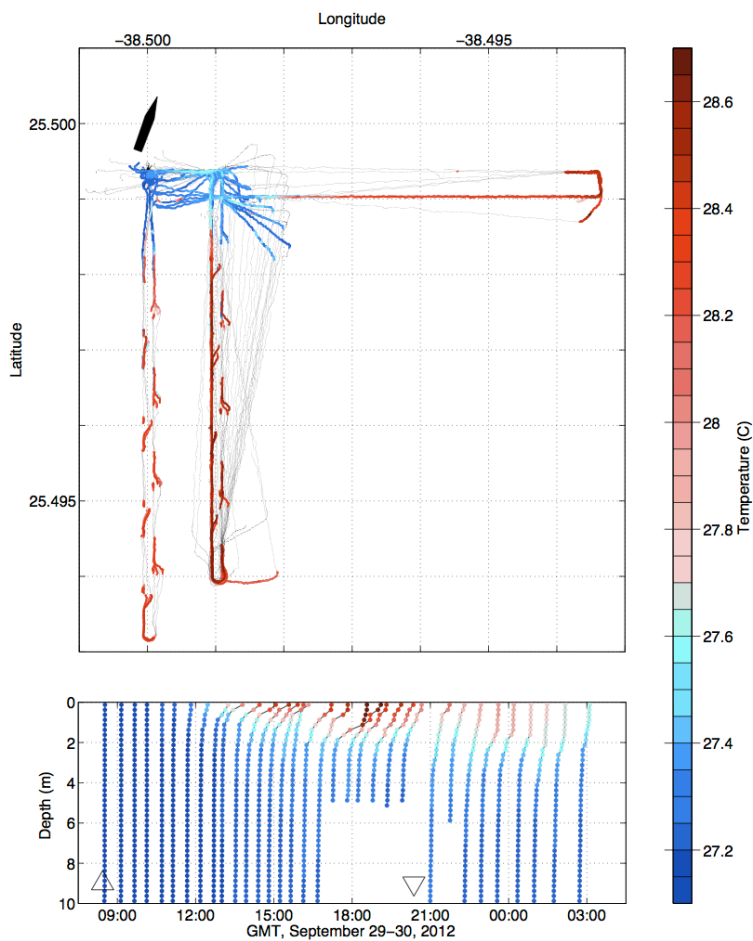 Longitude
−38.500 −38.495
25.500
Latitude
25.495
28.6
28.4
28.2
28
27.8
27.6
27.4
27.2
Temperature (C)
0
2
4
6
8
10
Depth (m)
09:00 12:00 15:00 18:00 21:00 00:00 03:00
GMT, September 29−30, 2012